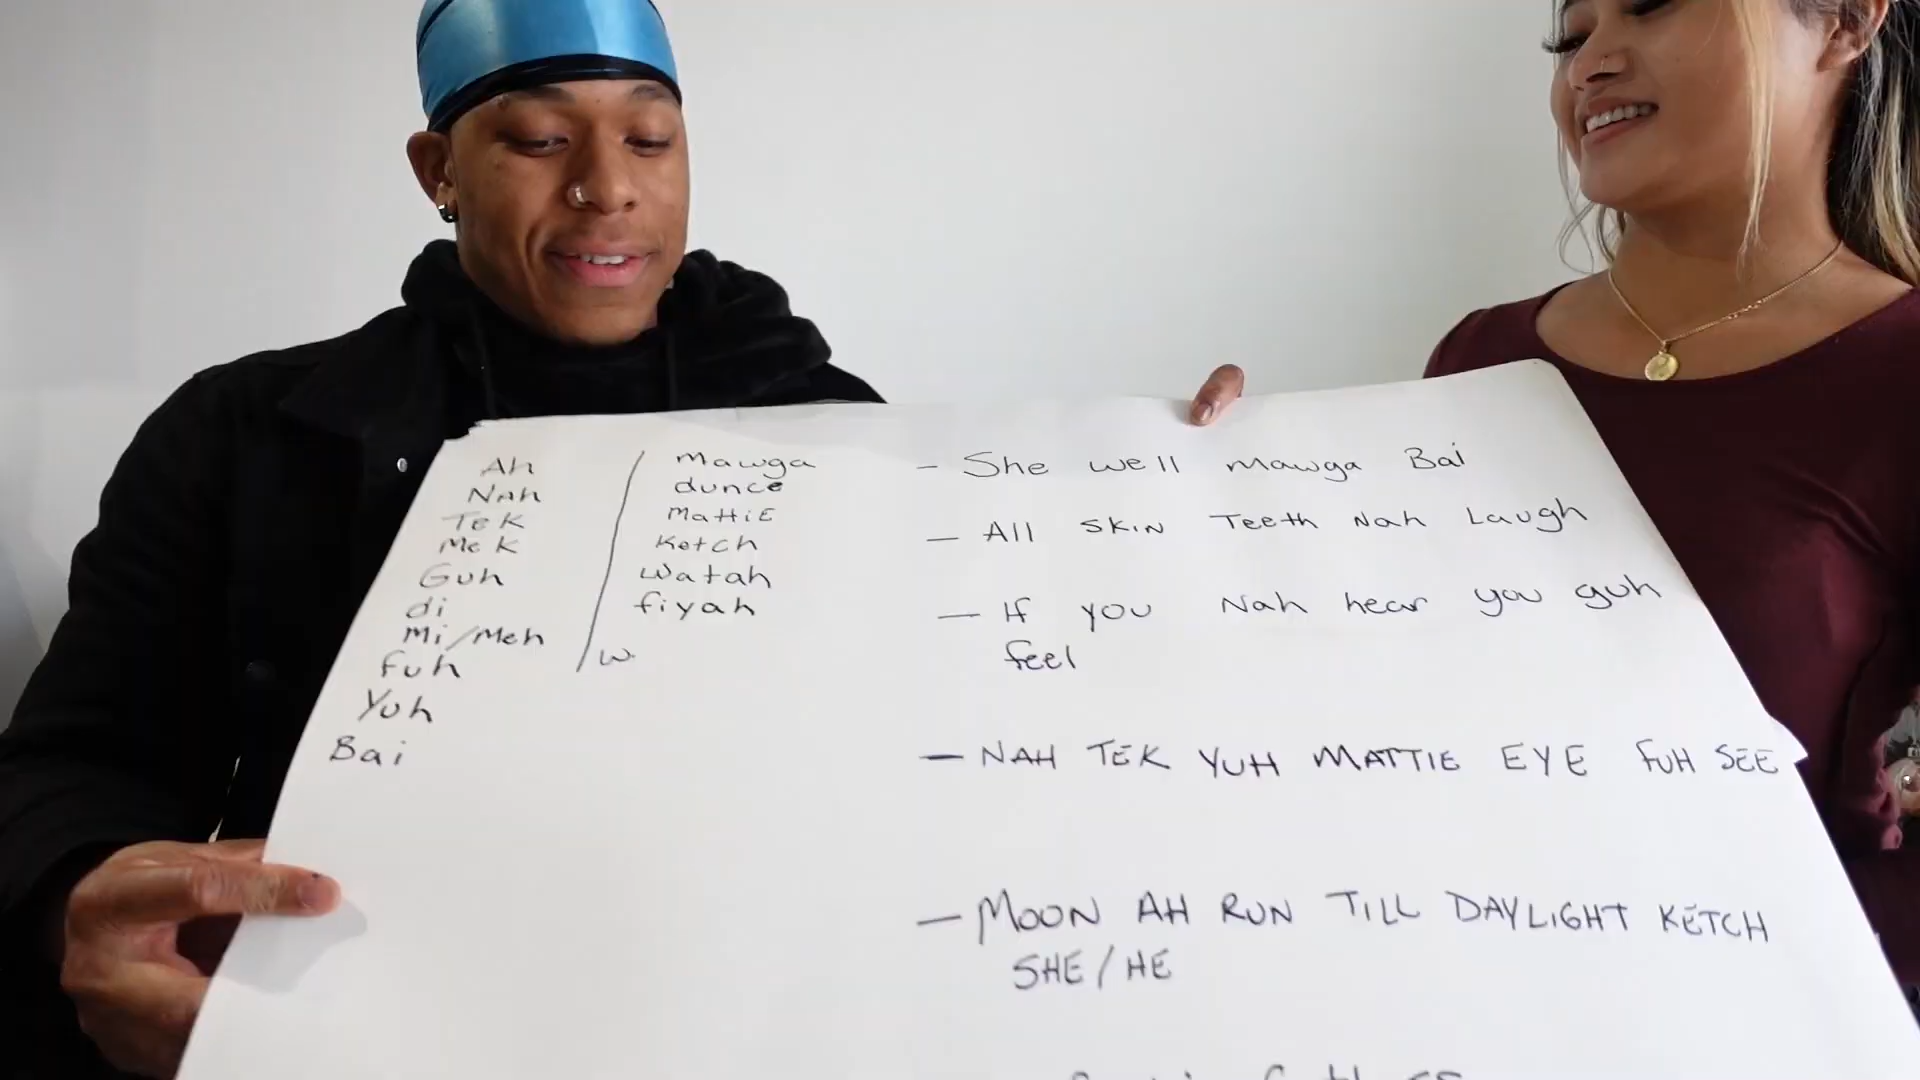 Ah
Nah
Tek
Mek
Guh
di
Mi/Meh
fuh
Yuh
Bai
Mawga
dunce
MattiE
Ketch
Watah
fiyah
W
- She well mawga Bai
- All SKIN Teeth Nah Laugh
- If you Nah hear you guh
feel
- NAH TEK YUH MATTIE EYE FUH SEE
- MOON AH RUN TILL DAYLIGHT KETCH
SHE/HE